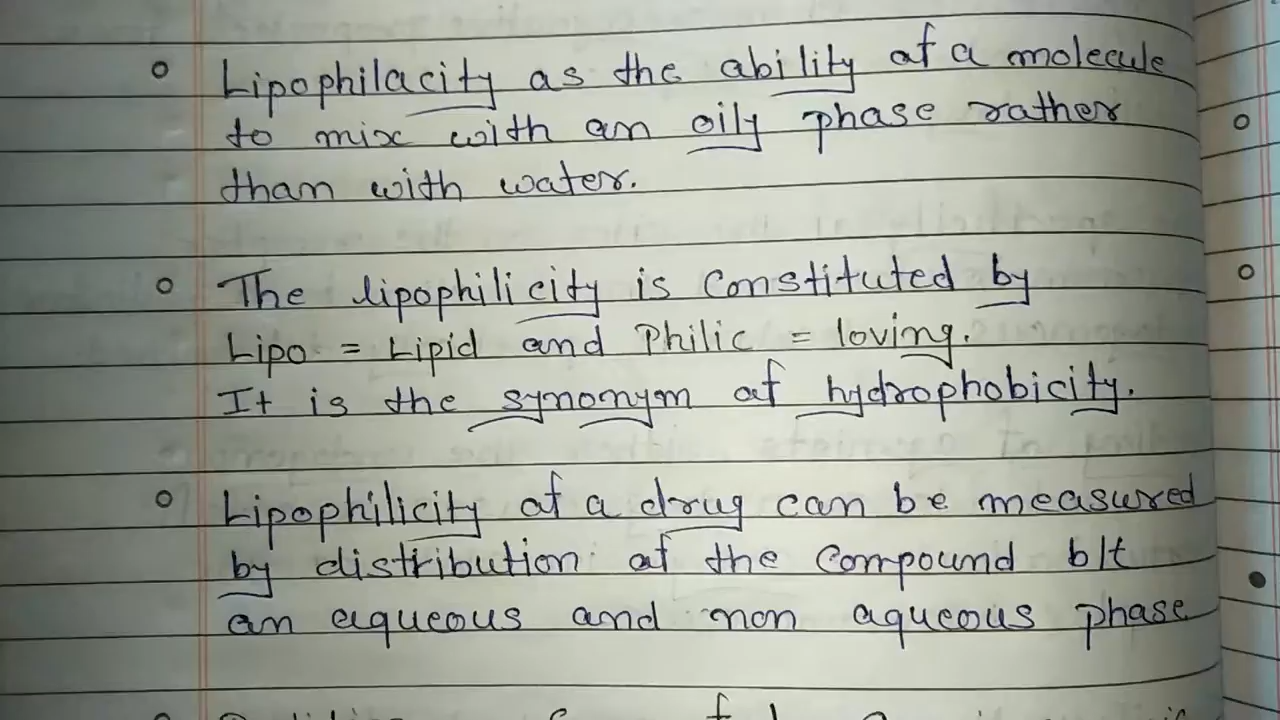 Lipophilacity as the ability of a molecule
to mix with an oily phase rather
than with water.
The lipophilicity is constituted by
Lipo = Lipid and Philic = loving.
It is the synonym of hydrophobicity.
Lipophilicity of a drug can be measured
by distribution of the compound b/t
an aqueous and non aqueous phase